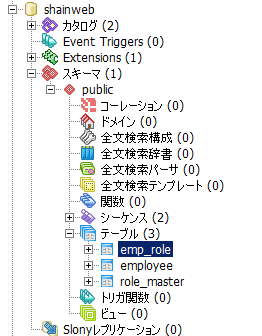 shainweb
カタログ (2)
Event Triggers (0)
Extensions (1)
スキーマ (1)
public
コーレーション (0)
ドメイン (0)
全文検索構成 (0)
全文検索辞書 (0)
全文検索パーサ (0)
全文検索テンプレート (0)
関数 (0)
シーケンス (2)
テーブル (3)
emp_role
employee
role_master
トリガ関数 (0)
ビュー (0)
Slonyレプリケーション (0)